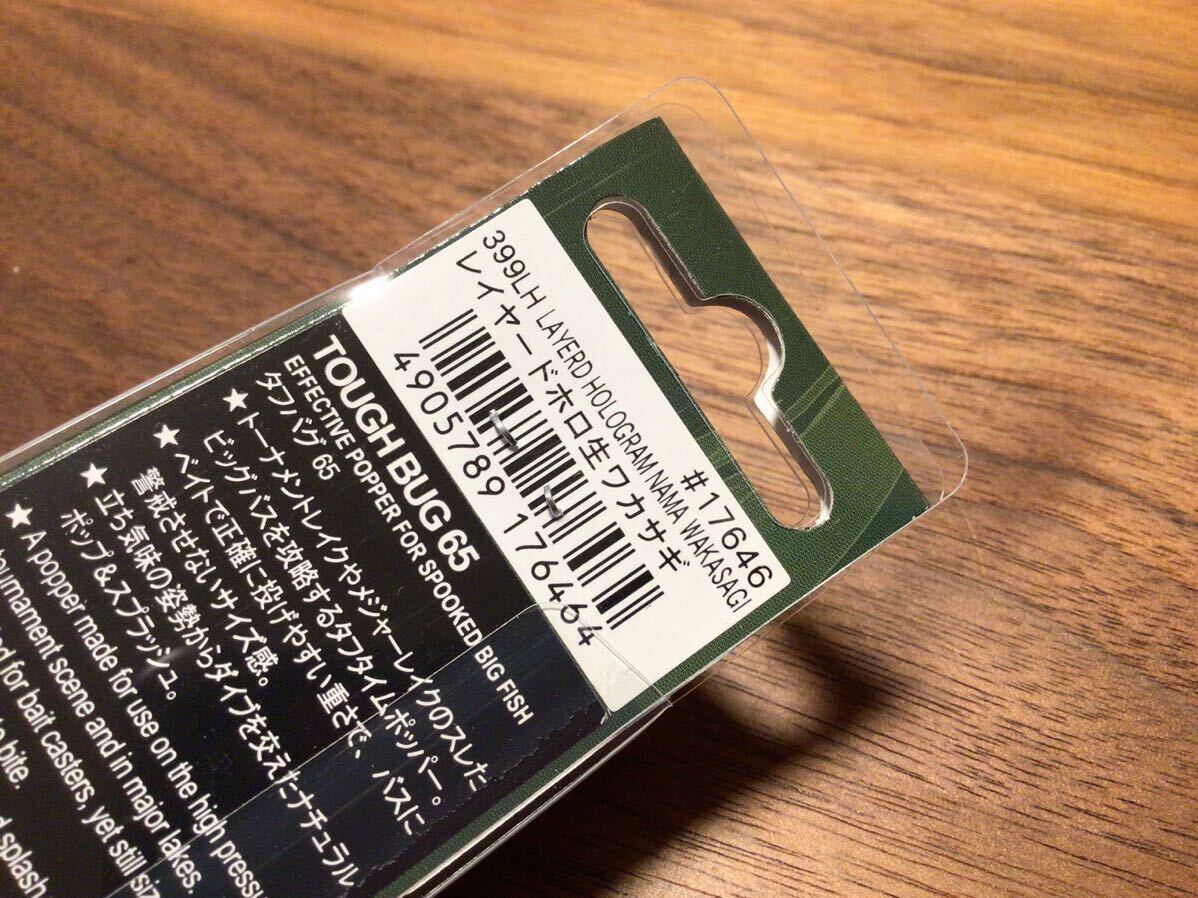 #17646
399LH LAYERD HOLOGRAM NAMA WAKASAGI
レイヤードホロ生ワカサギ
4905789 176464
TOUGH BUG 65
EFFECTIVE POPPER FOR SPOOKED BIG FISH
タフバグ 65
★トーナメントレイクやメジャーレイクのスレた
ビッグバスを攻略するタフタイムポッパー。
★ベイトで正確に投げやすい重さで、バスに
警戒させないサイズ感。
★立ち気味の姿勢からダイブを交えたナチュラル
ポップ&スプラッシュ。
★A popper made for use on the high
tournament scene and in major lakes.
for bait casters, yet still
bite.
splash